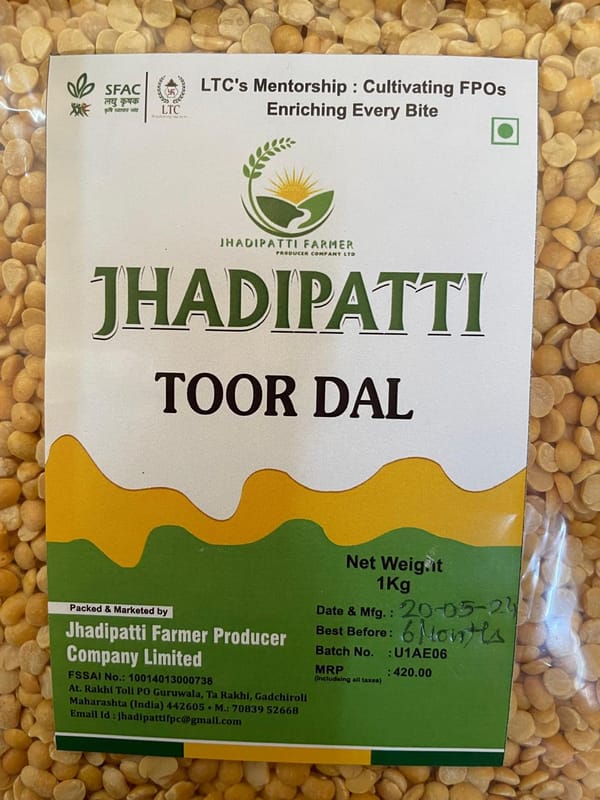 SFAC
लघु कृषक
कृषि व्यापार संघ
LTC
LTC's Mentorship : Cultivating FPOs
Enriching Every Bite
JHADIPATTI FARMER
PRODUCER COMPANY LTD
JHADIPATTI
TOOR DAL
Net Weight
1Kg
Date & Mfg. : 20-05-24
Best Before : 6 Months
Batch No. : U1AE06
MRP : 420.00
(Includising all taxes)
Packed & Marketed by
Jhadipatti Farmer Producer
Company Limited
FSSAI No.: 10014013000738
At. Rakhi Toli PO Guruwala, Ta Rakhi, Gadchiroli
Maharashtra (India) 442605 • M.: 70839 52668
Email id : jhadipattifpc@gmail.com